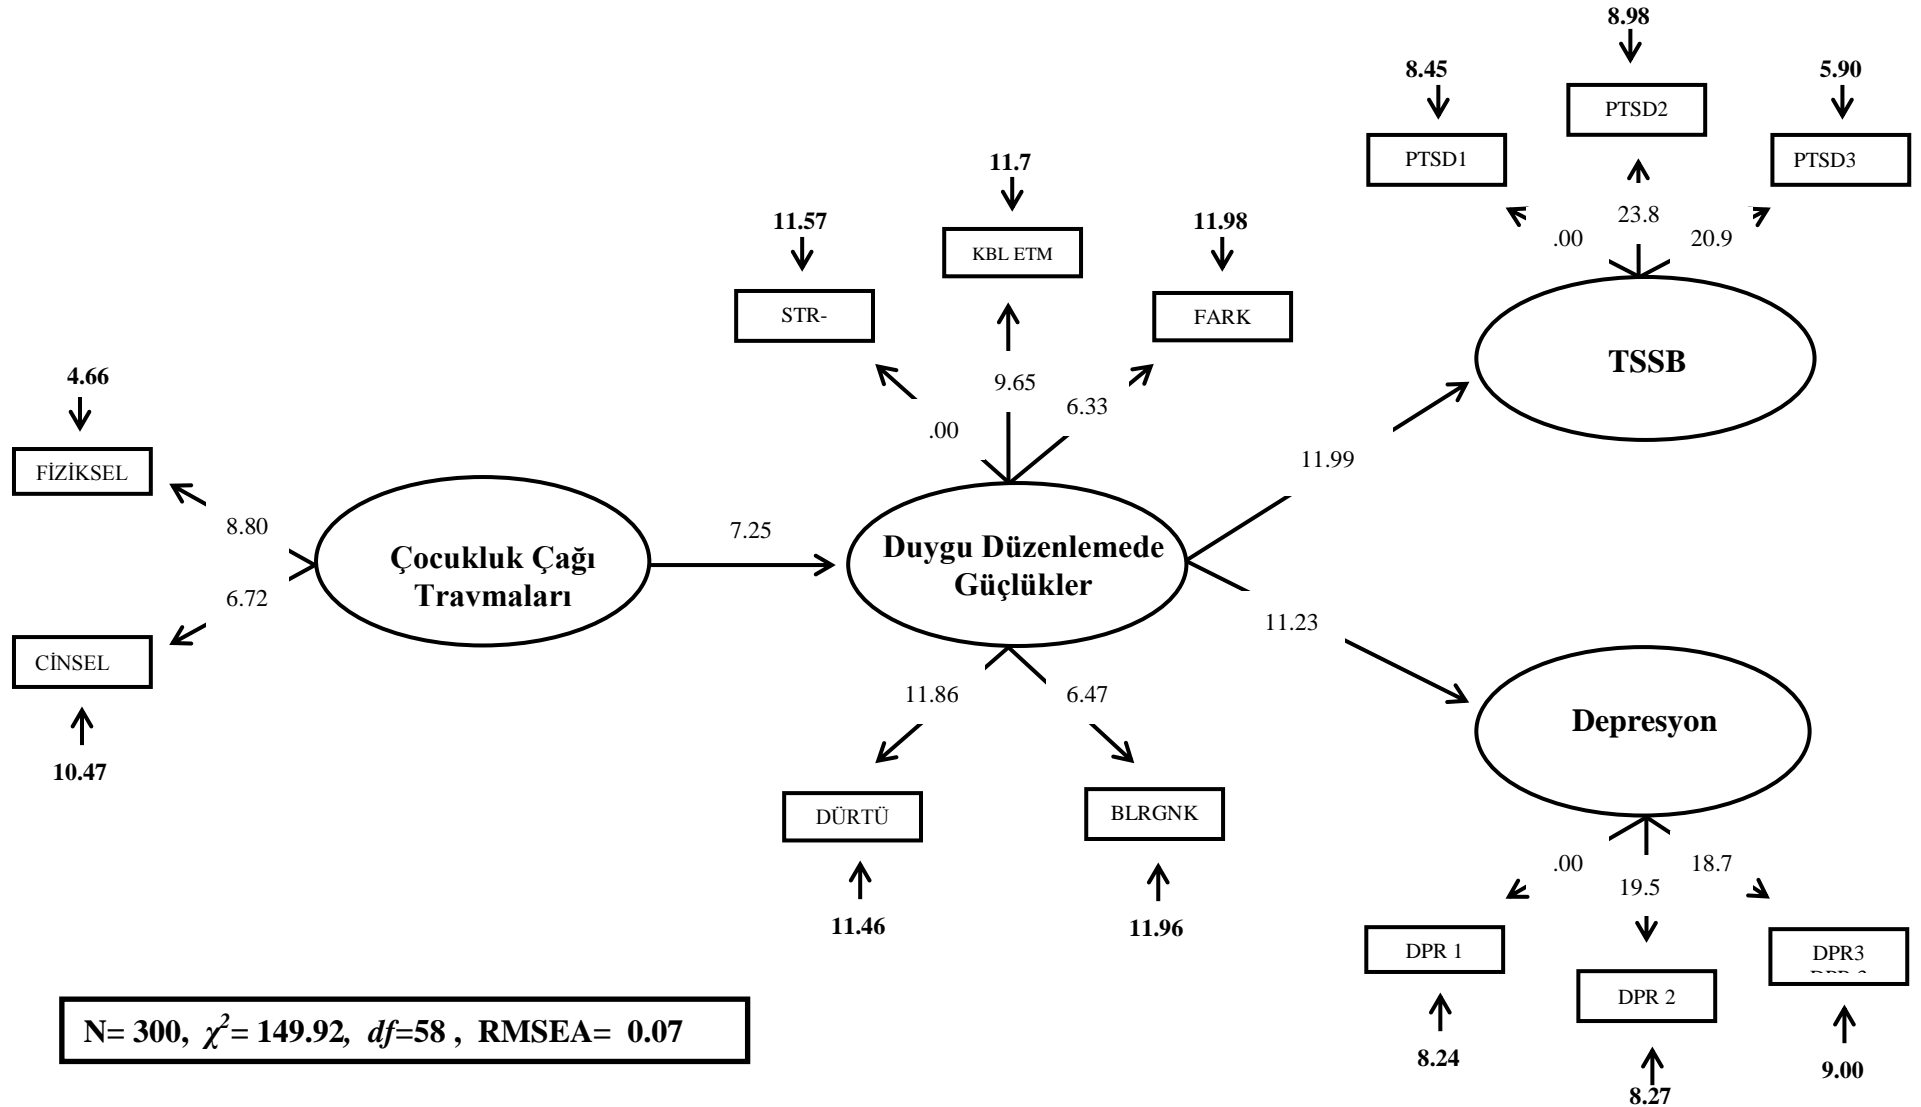 8.98
8.45
5.90
PTSD2
PTSD1
PTSD3
11.7
11.57
11.98
23.8
.00
20.9
KBL ETM
STR-
FARK
TSSB
4.66
9.65
6.33
.00
11.99
FİZİKSEL
8.80
7.25
Çocukluk Çağı
Travmaları
Duygu Düzenlemede
Güçlükler
6.72
11.23
CİNSEL
11.86
6.47
Depresyon
10.47
DÜRTÜ
BLRGNK
.00
18.7
19.5
11.46
11.96
DPR 1
DPR3
DPR 2
N= 300, χ²= 149.92, df=58 , RMSEA= 0.07
8.24
9.00
8.27